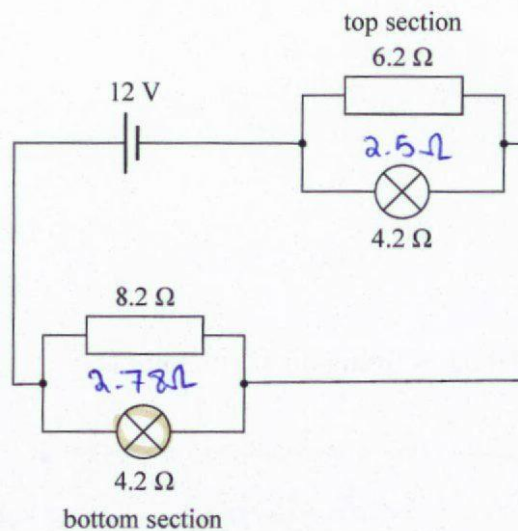 top section
6.2 Ω
12 V
2.5Ω
4.2 Ω
8.2 Ω
2.78Ω
4.2 Ω
bottom section